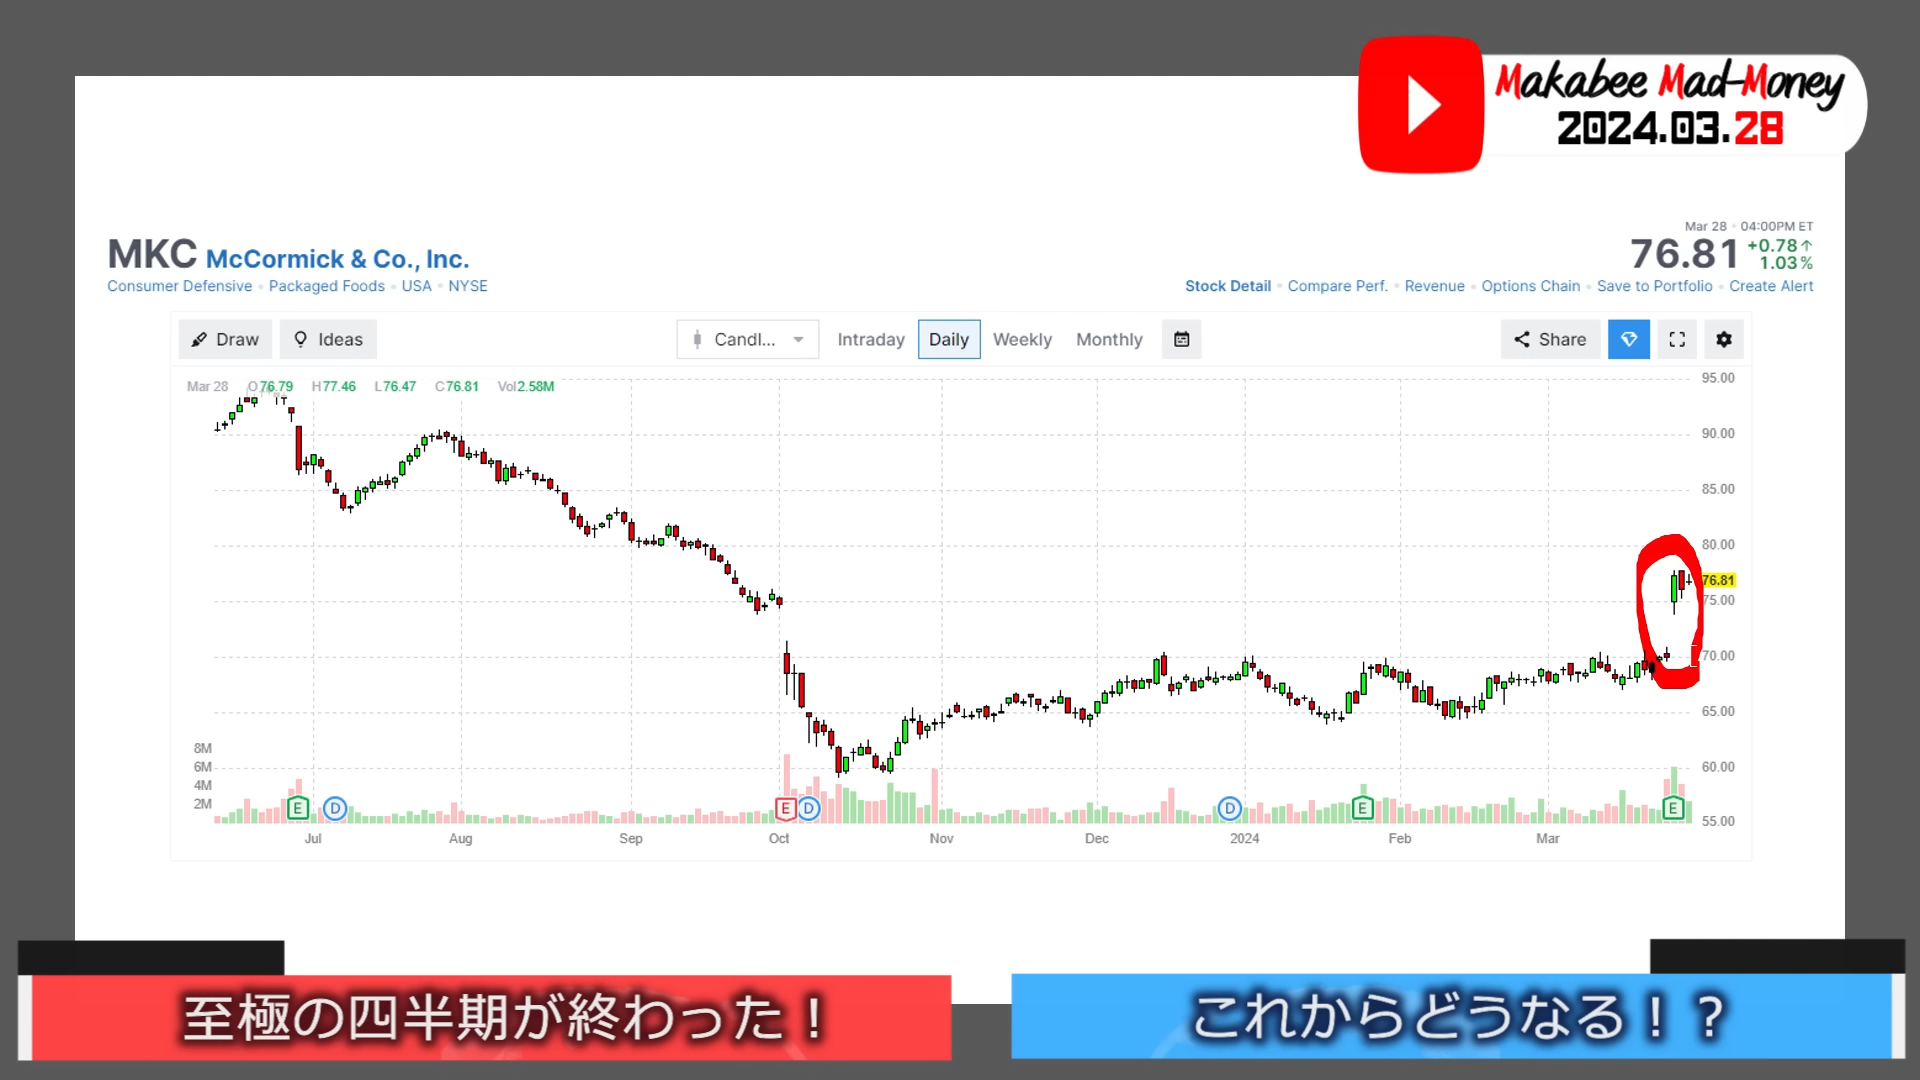 Makabee Mad-Money
2024.03.28
Mar 28 • 04:00PM ET
MKC McCormick & Co., Inc.
76.81 +0.78↑
1.03%
Consumer Defensive • Packaged Foods • USA • NYSE
Stock Detail • Compare Perf. • Revenue • Options Chain • Save to Portfolio • Create Alert
Draw Ideas Candl... Intraday Daily Weekly Monthly Share
Mar 28 O76.79 H77.46 L76.47 C76.81 Vol2.58M
95.00
90.00
85.00
80.00
76.81
75.00
70.00
65.00
60.00
55.00
8M
6M
4M
2M
E D E D D E E
Jul Aug Sep Oct Nov Dec 2024 Feb Mar
至極の四半期が終わった！
これからどうなる！？